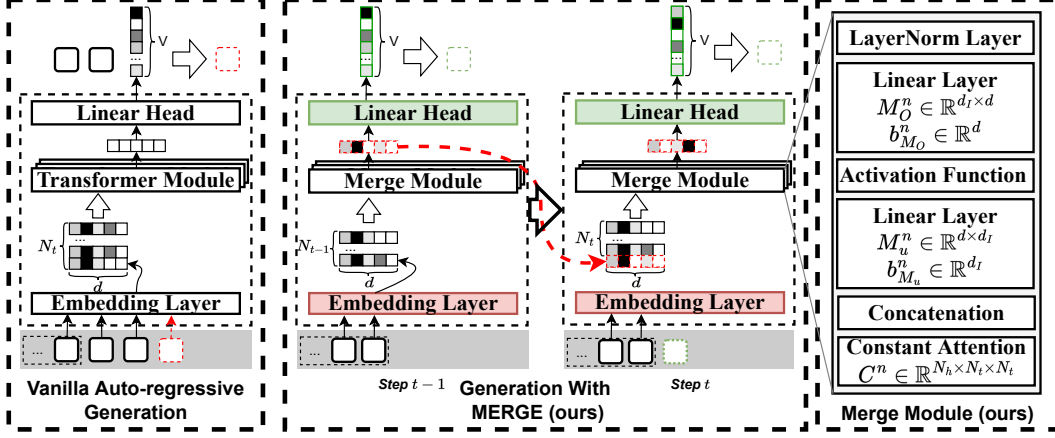 V
Linear Head
Transformer Module
N_t
...
d
Embedding Layer
...
Vanilla Auto-regressive
Generation
V
Linear Head
Merge Module
N_{t-1}
...
d
Embedding Layer
...
Step t − 1
V
Linear Head
Merge Module
N_t
...
d
Embedding Layer
...
Step t
Generation With
MERGE (ours)
LayerNorm Layer
Linear Layer
M_O^n ∈ ℝ^{d_I×d}
b_{M_O}^n ∈ ℝ^d
Activation Function
Linear Layer
M_u^n ∈ ℝ^{d×d_I}
b_{M_u}^n ∈ ℝ^{d_I}
Concatenation
Constant Attention
C^n ∈ ℝ^{N_h×N_t×N_t}
Merge Module (ours)